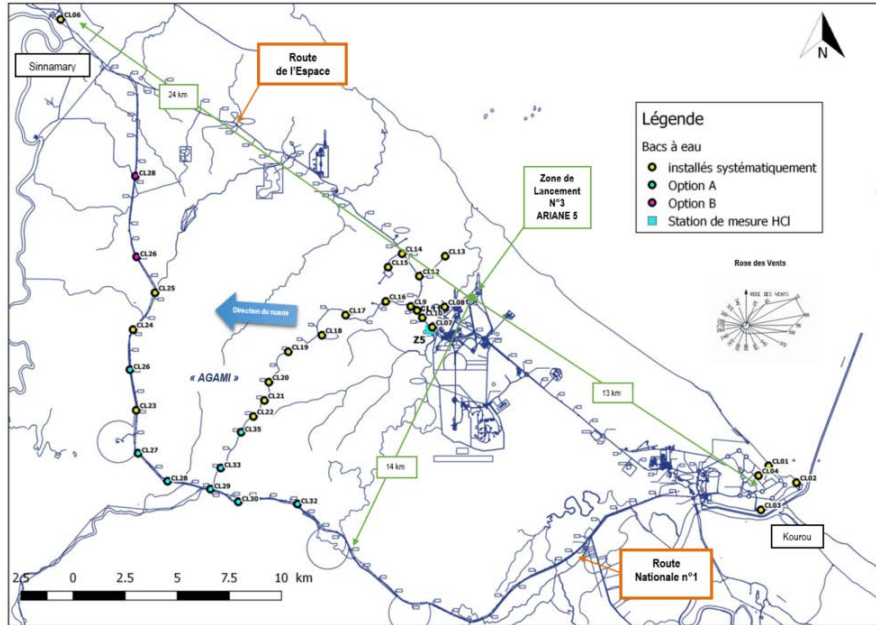 CL06
Sinnamary
Route
de l'Espace
24 km
N
Légende
Bacs à eau
installés systématiquement
Option A
Option B
Station de mesure HCl
Zone de
Lancement
N°3
ARIANE 5
CL28
CL14
CL13
CL15
CL12
CL26
CL25
Rose des Vents
ROSE DES VENTS
Direction du nuage
CL16
CL9
CL08
CL10
CL17
CL07
Z5
CL24
CL18
CL19
« AGAMI »
CL26
CL20
CL21
13 km
CL23
CL22
CL35
CL27
14 km
CL33
CL01
CL04
CL28
CL29
CL02
CL30
CL32
CL03
Kourou
Route
Nationale n°1
2.5 0 2.5 5 7.5 10 km